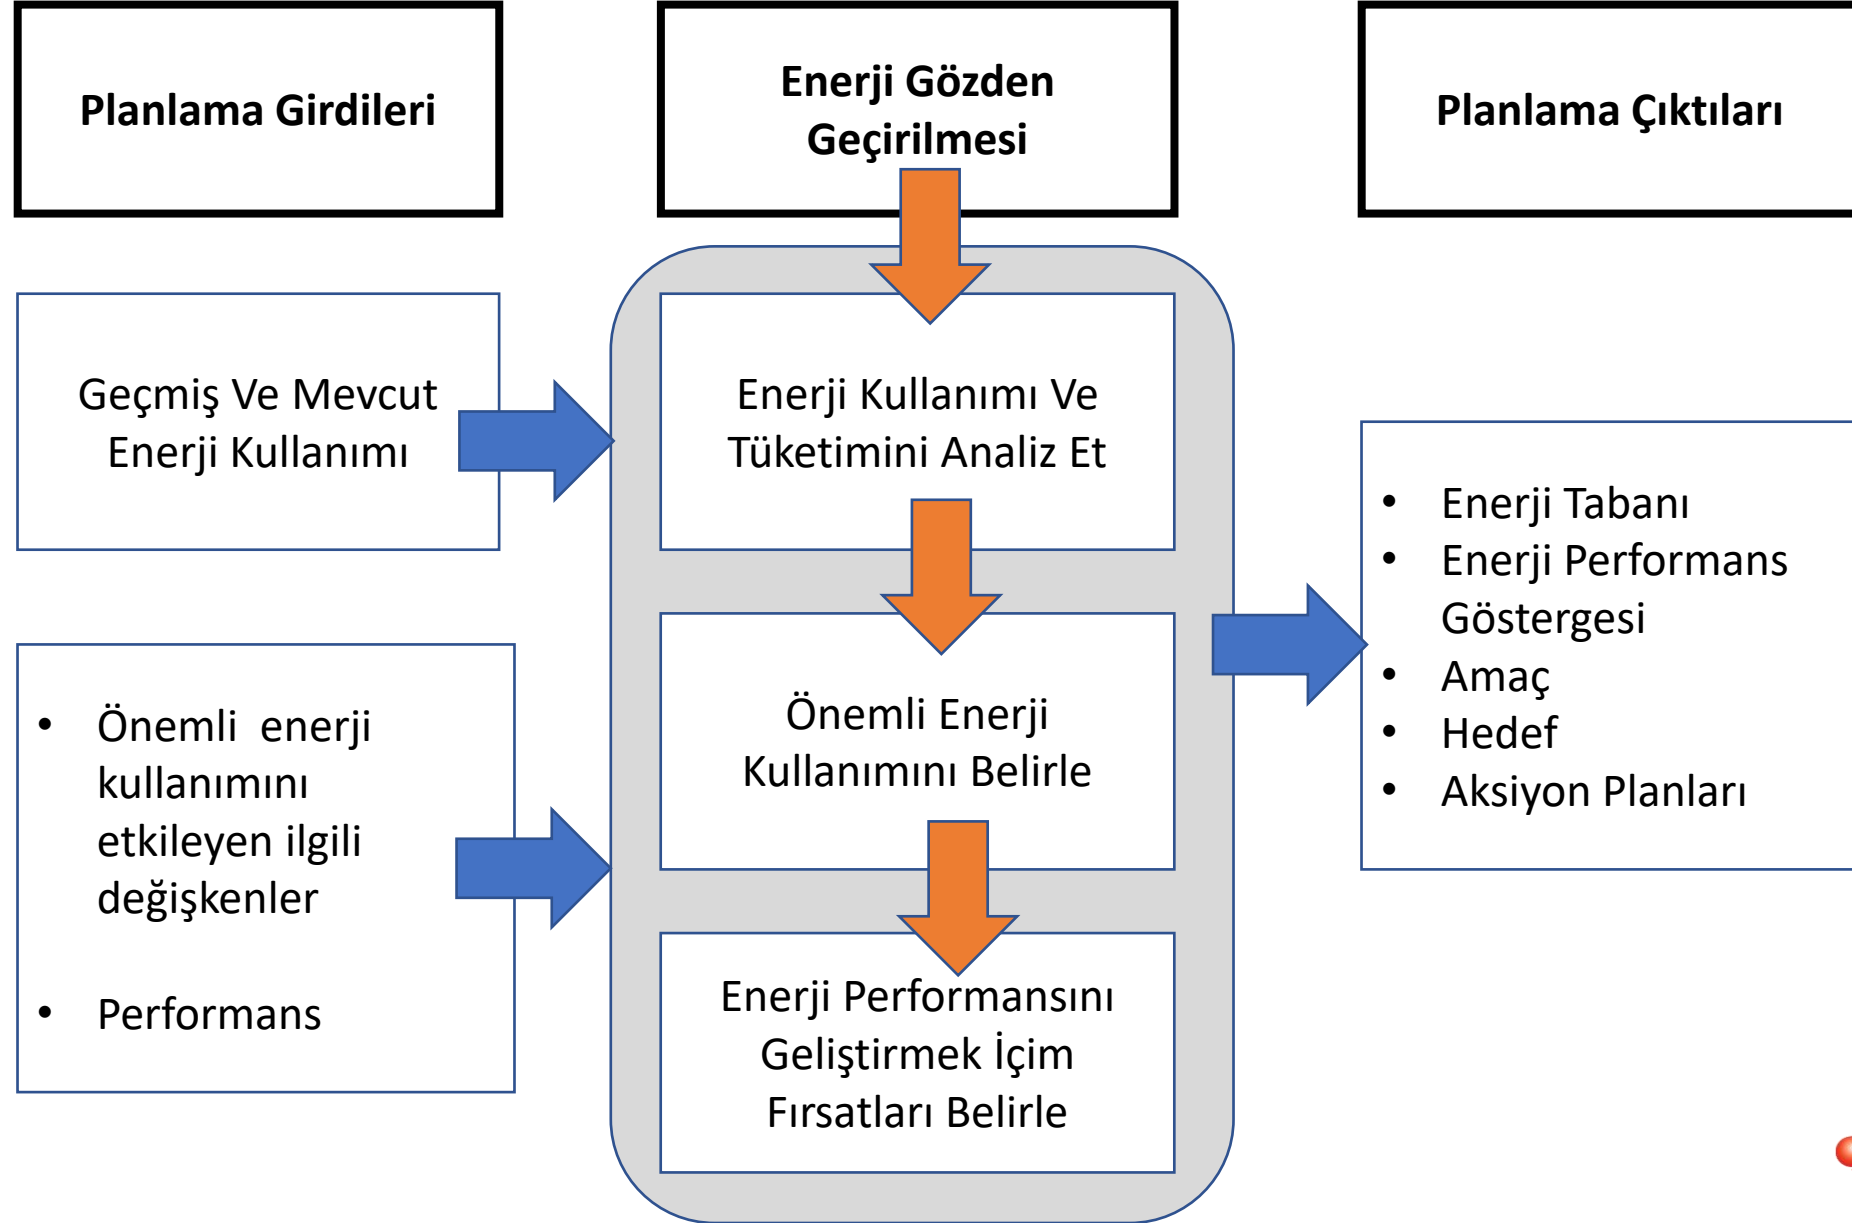 Planlama Girdileri
Enerji Gözden
Geçirilmesi
Planlama Çıktıları
Geçmiş Ve Mevcut
Enerji Kullanımı
• Önemli  enerji
kullanımını
etkileyen ilgili
değişkenler
• Performans
Enerji Kullanımı Ve
Tüketimini Analiz Et
Önemli Enerji
Kullanımını Belirle
Enerji Performansını
Geliştirmek İçim
Fırsatları Belirle
• Enerji Tabanı
• Enerji Performans
Göstergesi
• Amaç
• Hedef
• Aksiyon Planları